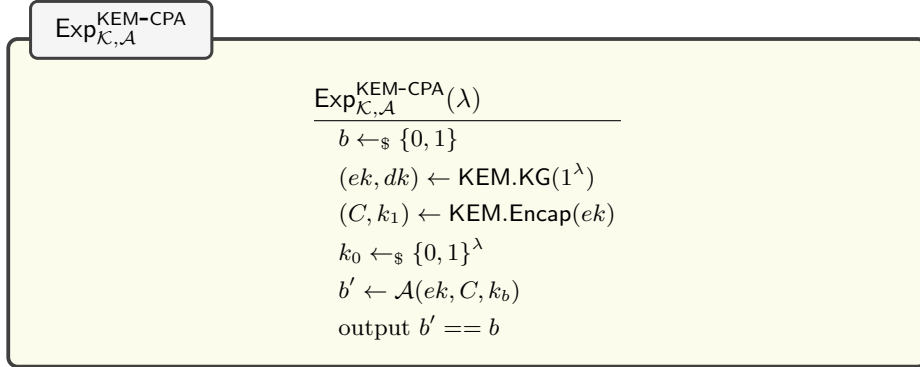 Exp^{KEM-CPA}_{𝒦,𝒜}
Exp^{KEM-CPA}_{𝒦,𝒜}(λ)
b ←_$ {0, 1}
(ek, dk) ← KEM.KG(1^λ)
(C, k_1) ← KEM.Encap(ek)
k_0 ←_$ {0, 1}^λ
b′ ← 𝒜(ek, C, k_b)
output b′ == b